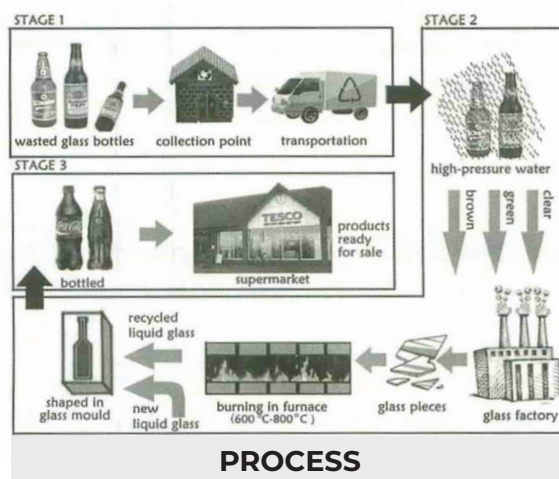 STAGE 1
wasted glass bottles
collection point
transportation
STAGE 2
high-pressure water
brown
green
clear
STAGE 3
Coca-Cola
bottled
TESCO
supermarket
products
ready
for sale
recycled
liquid glass
shaped in
glass mould
new
liquid glass
burning in furnace
(600 °C-800°C )
glass pieces
glass factory
PROCESS